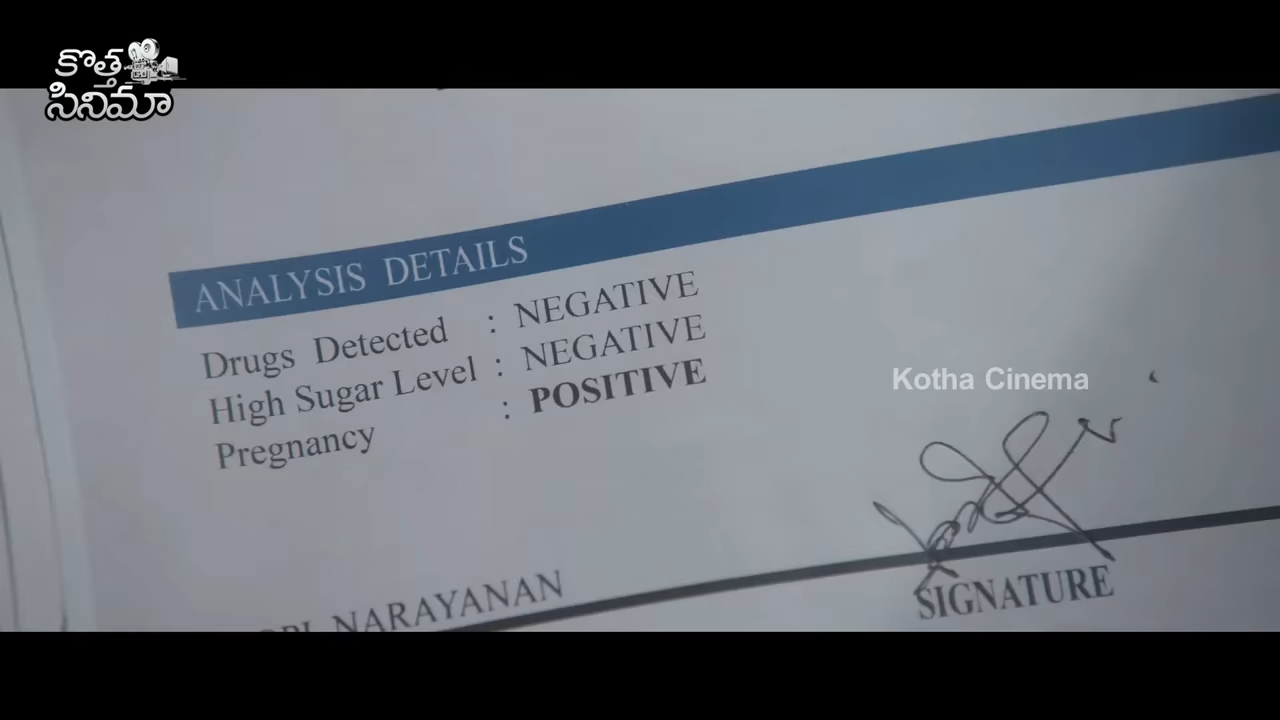 కొత్త
సినిమా
ANALYSIS DETAILS
Drugs Detected : NEGATIVE
High Sugar Level : NEGATIVE
Pregnancy : POSITIVE
Kotha Cinema
NARAYANAN
SIGNATURE